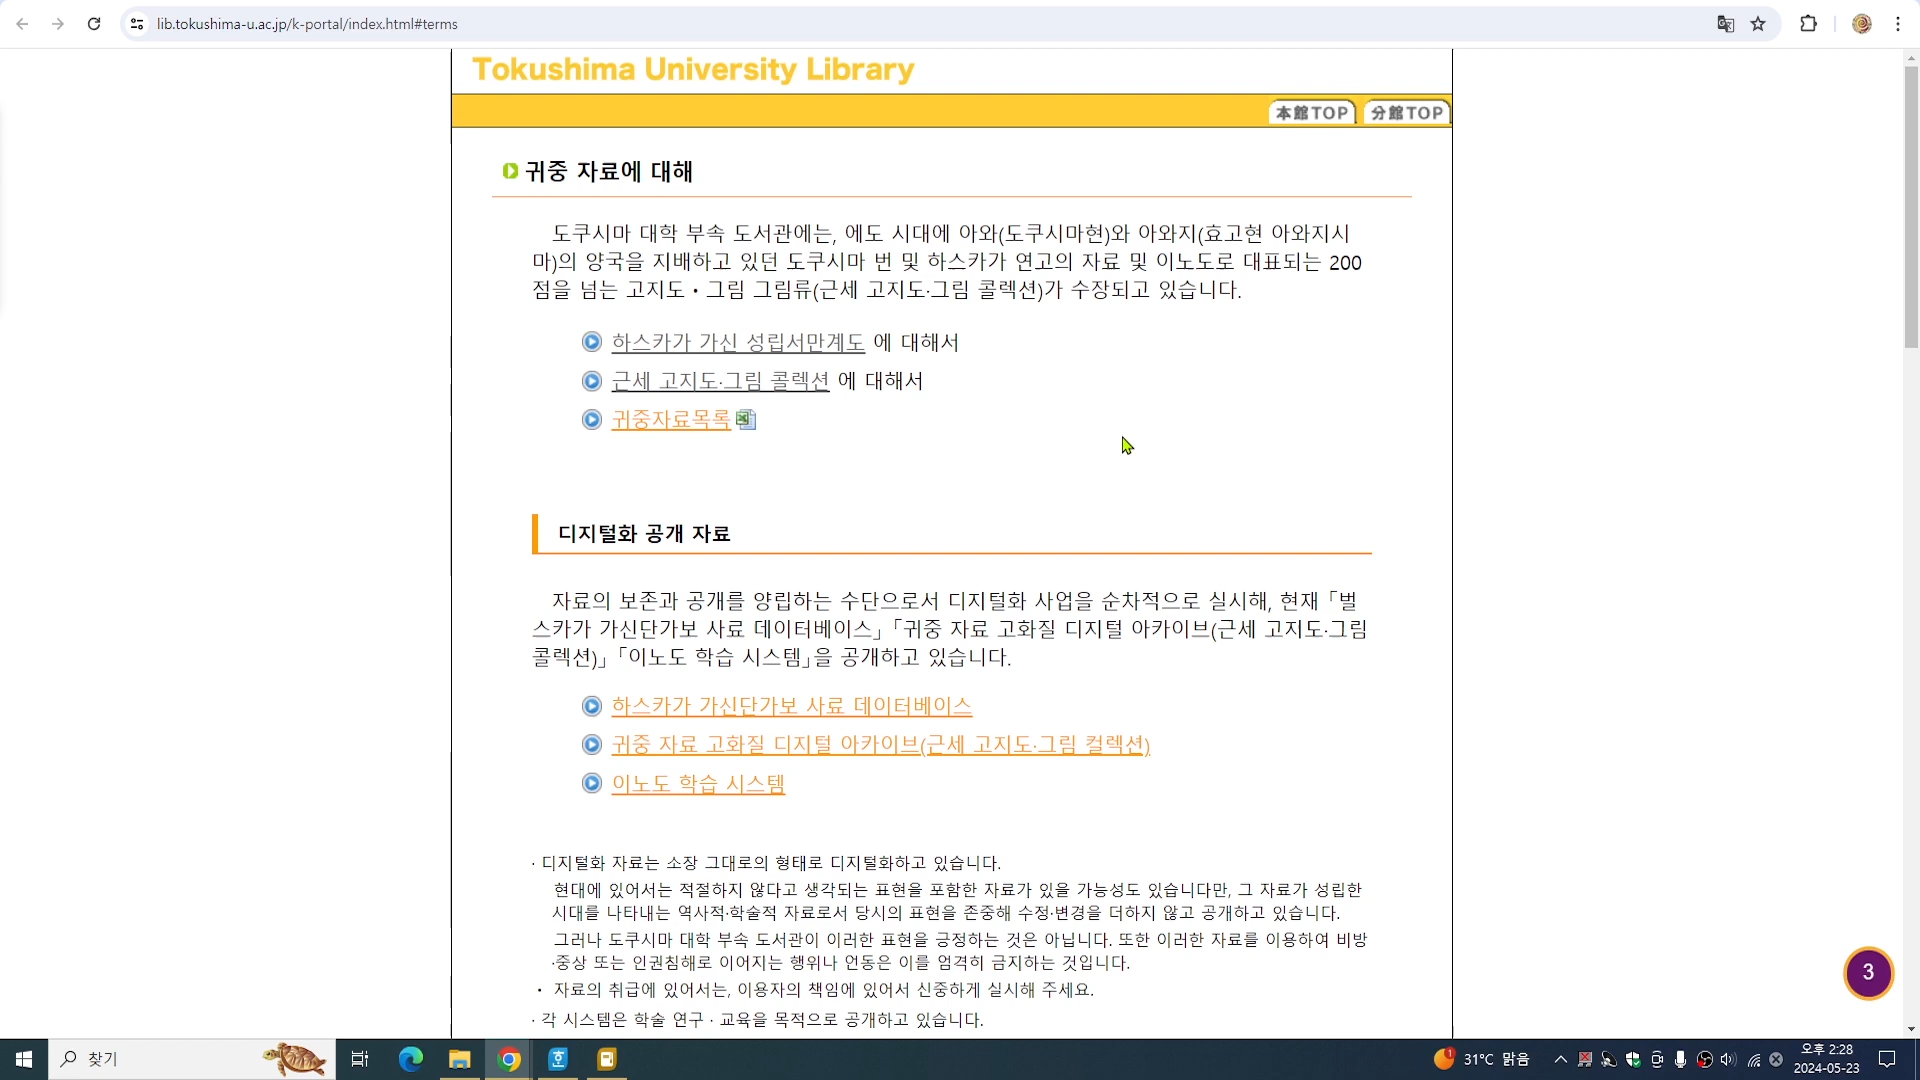 lib.tokushima-u.ac.jp/k-portal/index.html#terms
Tokushima University Library
本館TOP 分館TOP
귀중 자료에 대해
도쿠시마 대학 부속 도서관에는, 에도 시대에 아와(도쿠시마현)와 아와지(효고현 아와지시
마)의 양국을 지배하고 있던 도쿠시마 번 및 하스카가 연고의 자료 및 이노도로 대표되는 200
점을 넘는 고지도・그림 그림류(근세 고지도·그림 콜렉션)가 수장되고 있습니다.
하스카가 가신 성립서만계도 에 대해서
근세 고지도·그림 콜렉션 에 대해서
귀중자료목록
디지털화 공개 자료
자료의 보존과 공개를 양립하는 수단으로서 디지털화 사업을 순차적으로 실시해, 현재 「벌
스카가 가신단가보 사료 데이터베이스」 「귀중 자료 고화질 디지털 아카이브(근세 고지도·그림
콜렉션)」 「이노도 학습 시스템」을 공개하고 있습니다.
하스카가 가신단가보 사료 데이터베이스
귀중 자료 고화질 디지털 아카이브(근세 고지도·그림 컬렉션)
이노도 학습 시스템
· 디지털화 자료는 소장 그대로의 형태로 디지털화하고 있습니다.
현대에 있어서는 적절하지 않다고 생각되는 표현을 포함한 자료가 있을 가능성도 있습니다만, 그 자료가 성립한
시대를 나타내는 역사적·학술적 자료로서 당시의 표현을 존중해 수정·변경을 더하지 않고 공개하고 있습니다.
그러나 도쿠시마 대학 부속 도서관이 이러한 표현을 긍정하는 것은 아닙니다. 또한 이러한 자료를 이용하여 비방
·중상 또는 인권침해로 이어지는 행위나 언동은 이를 엄격히 금지하는 것입니다.
・ 자료의 취급에 있어서는, 이용자의 책임에 있어서 신중하게 실시해 주세요.
· 각 시스템은 학술 연구 · 교육을 목적으로 공개하고 있습니다.
3
찾기
1
31°C 맑음
오후 2:28
2024-05-23